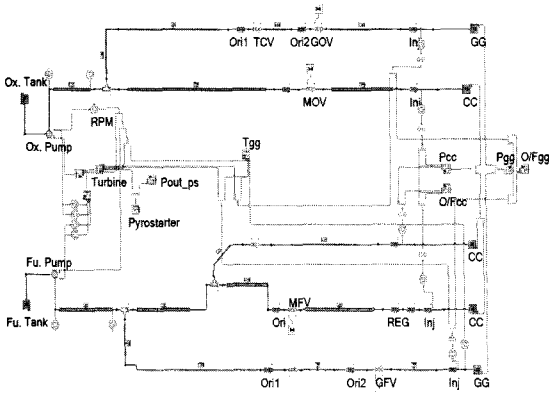 Ori1 TCV Ori2 GOV Inj GG
Ox. Tank
MOV Inj CC
RPM
Ox. Pump
Tgg
Turbine Pout_ps
Pcc Pgg O/Fgg
O/Fcc
Pyrostarter
Fu. Pump
CC
MFV
Fu. Tank
Ori REG Inj CC
Ori1 Ori2 GFV Inj GG